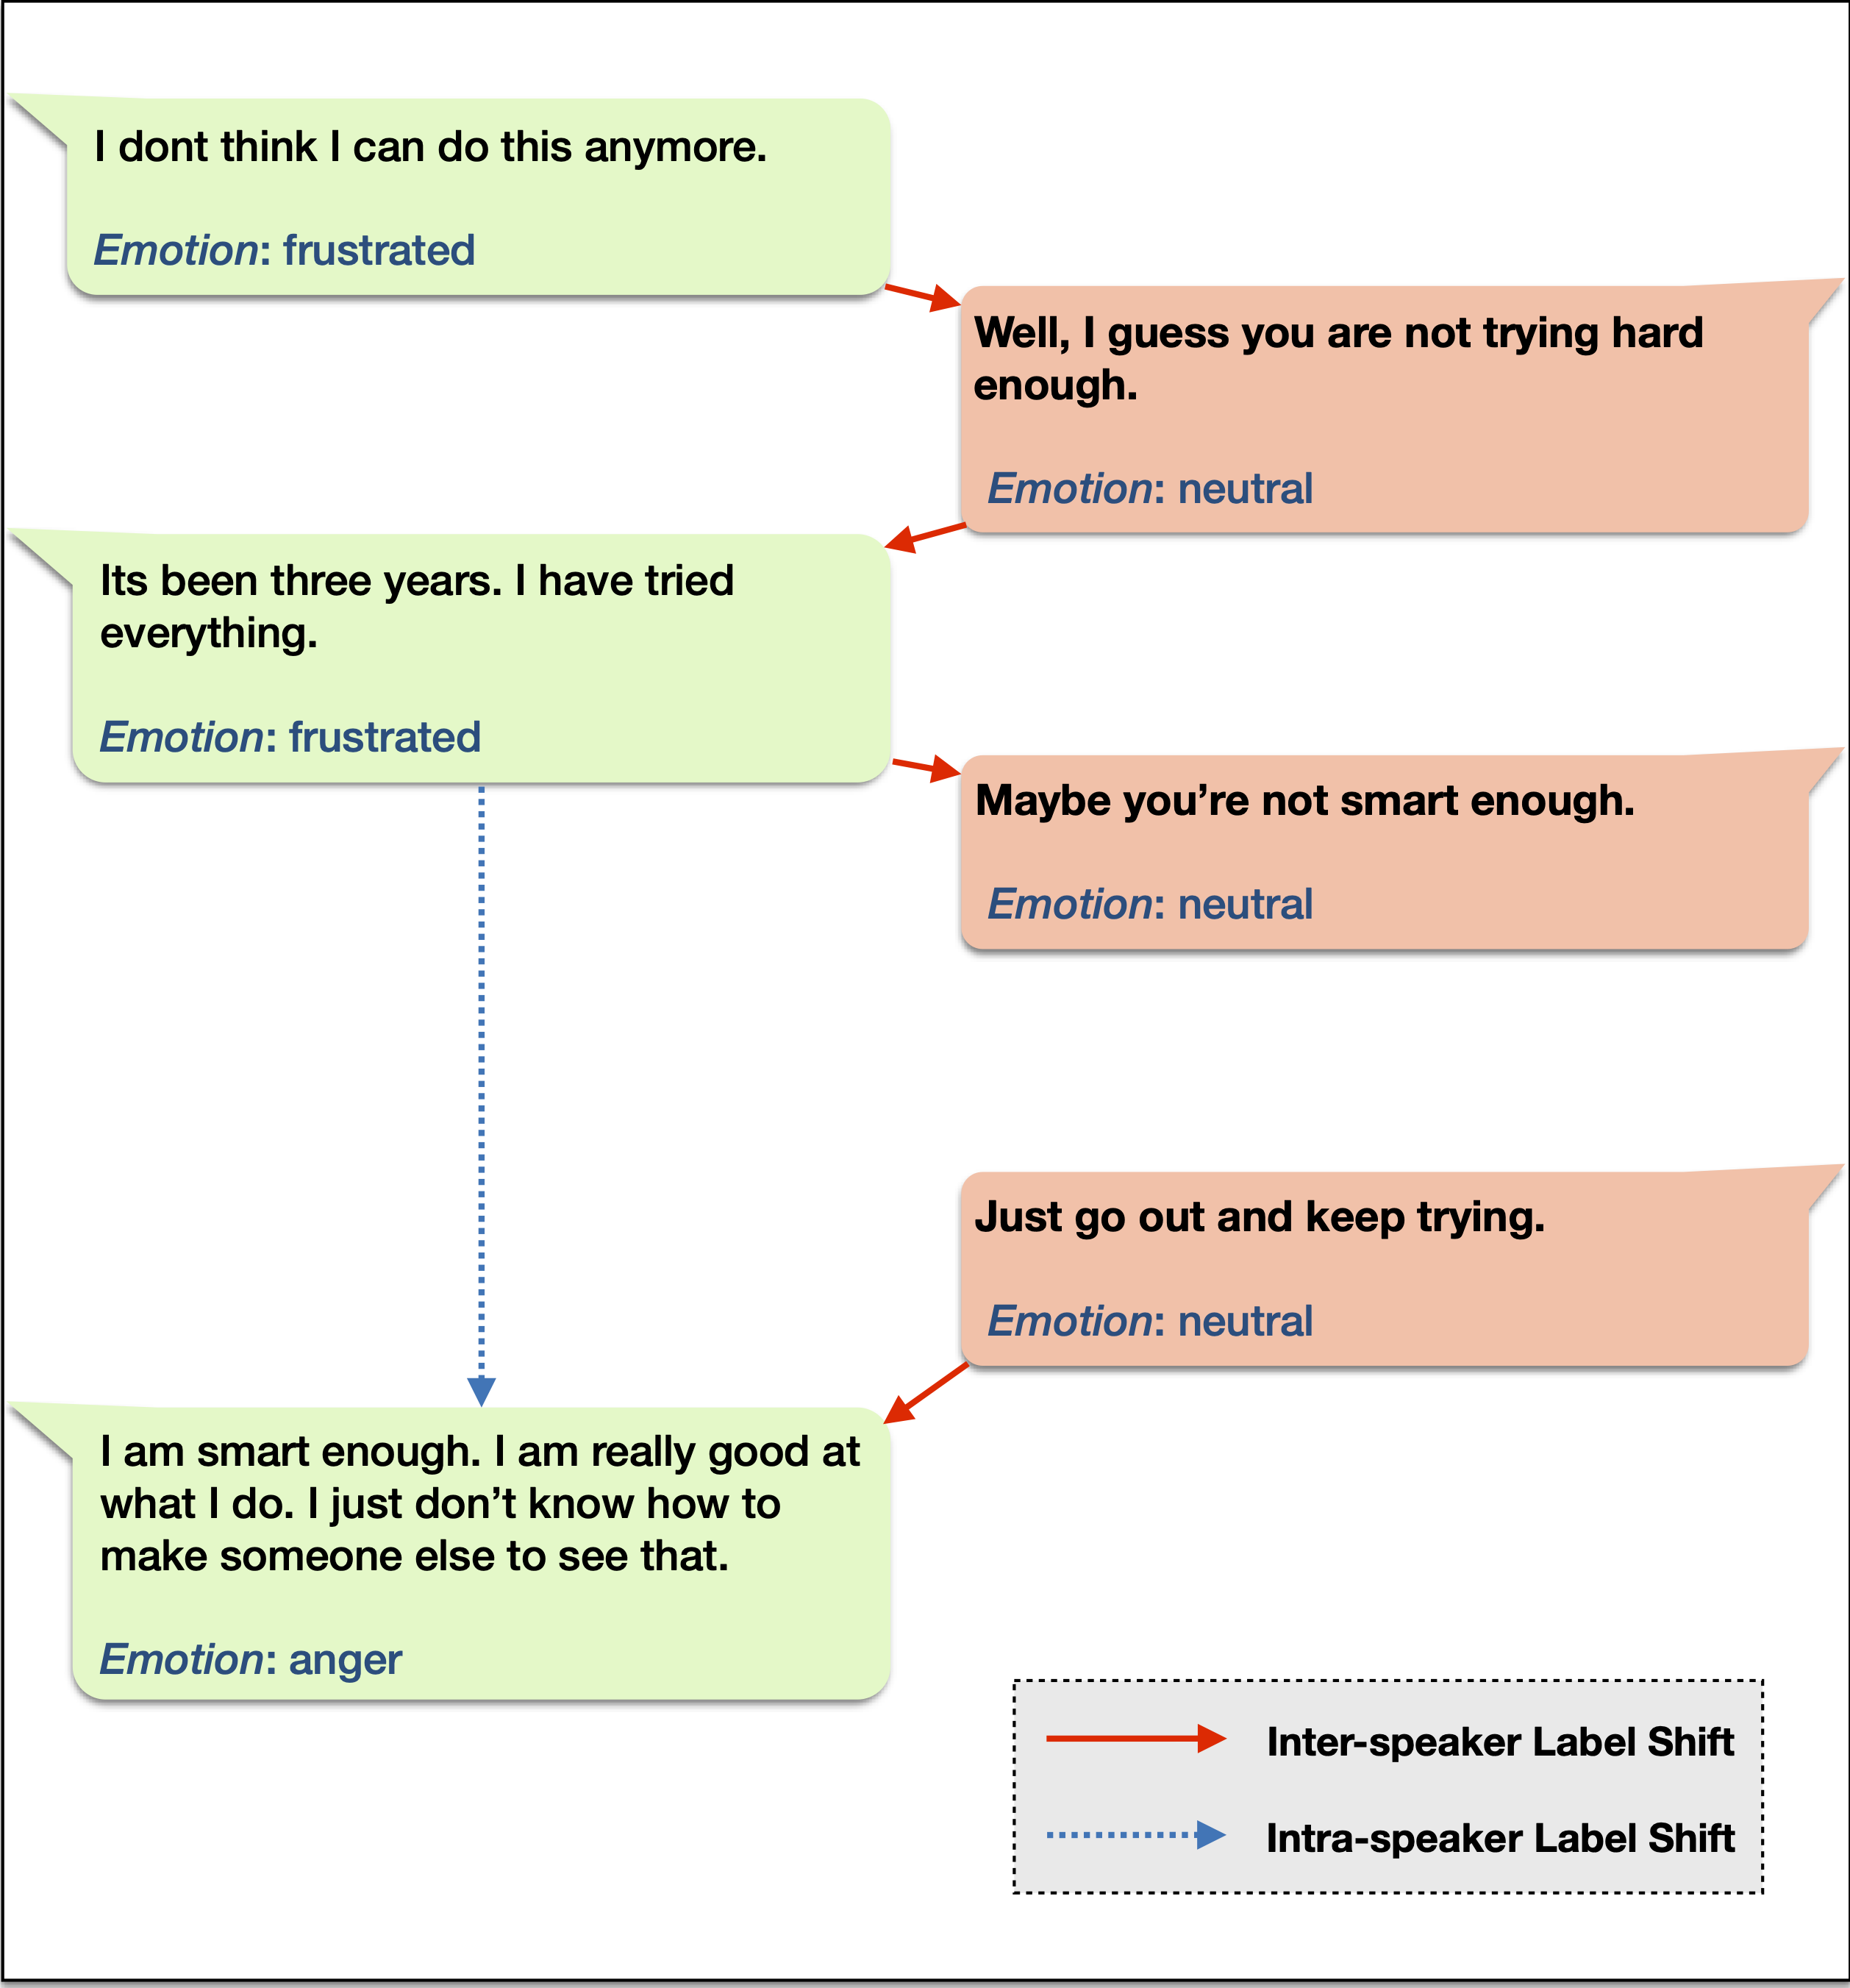 I dont think I can do this anymore.
Emotion: frustrated
Well, I guess you are not trying hard
enough.
Emotion: neutral
Its been three years. I have tried
everything.
Emotion: frustrated
Maybe you’re not smart enough.
Emotion: neutral
Just go out and keep trying.
Emotion: neutral
I am smart enough. I am really good at
what I do. I just don’t know how to
make someone else to see that.
Emotion: anger
Inter-speaker Label Shift
Intra-speaker Label Shift